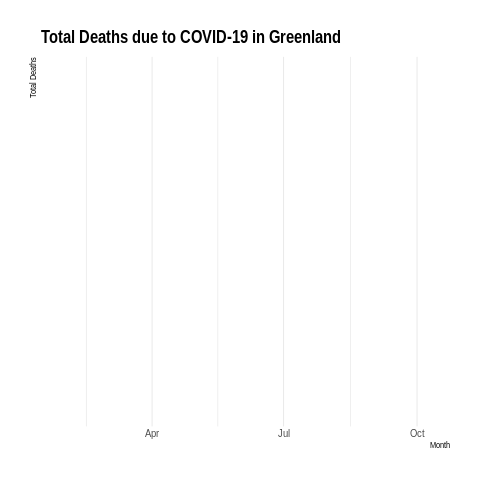 Total Deaths due to COVID-19 in Greenland
Total Deaths
Apr Jul Oct
Month